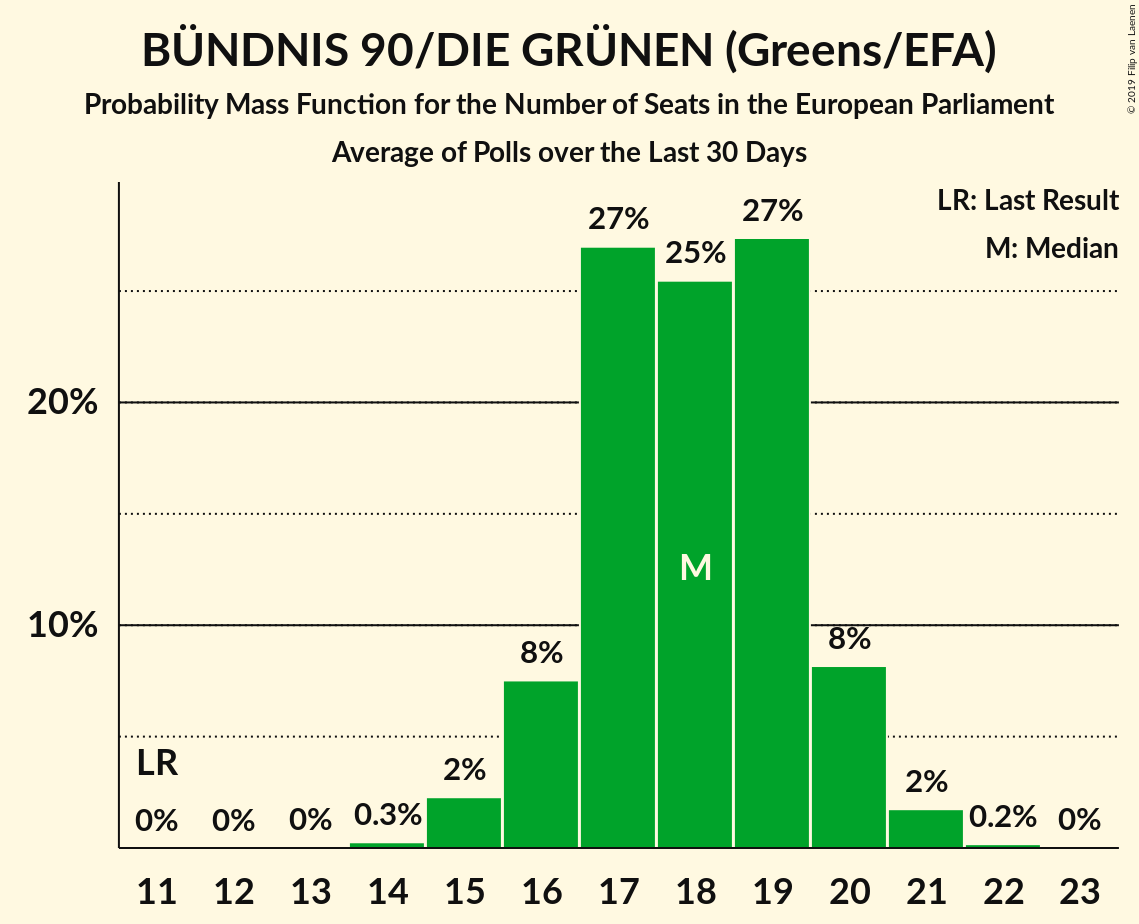 BÜNDNIS 90/DIE GRÜNEN (Greens/EFA)
Probability Mass Function for the Number of Seats in the European Parliament
Average of Polls over the Last 30 Days
© 2019 Filip van Laenen
LR: Last Result
M: Median
27%
25%
27%
20%
M
10%
8%
8%
LR
2%
2%
0%
0%
0%
0.3%
0.2%
0%
11 12 13 14 15 16 17 18 19 20 21 22 23